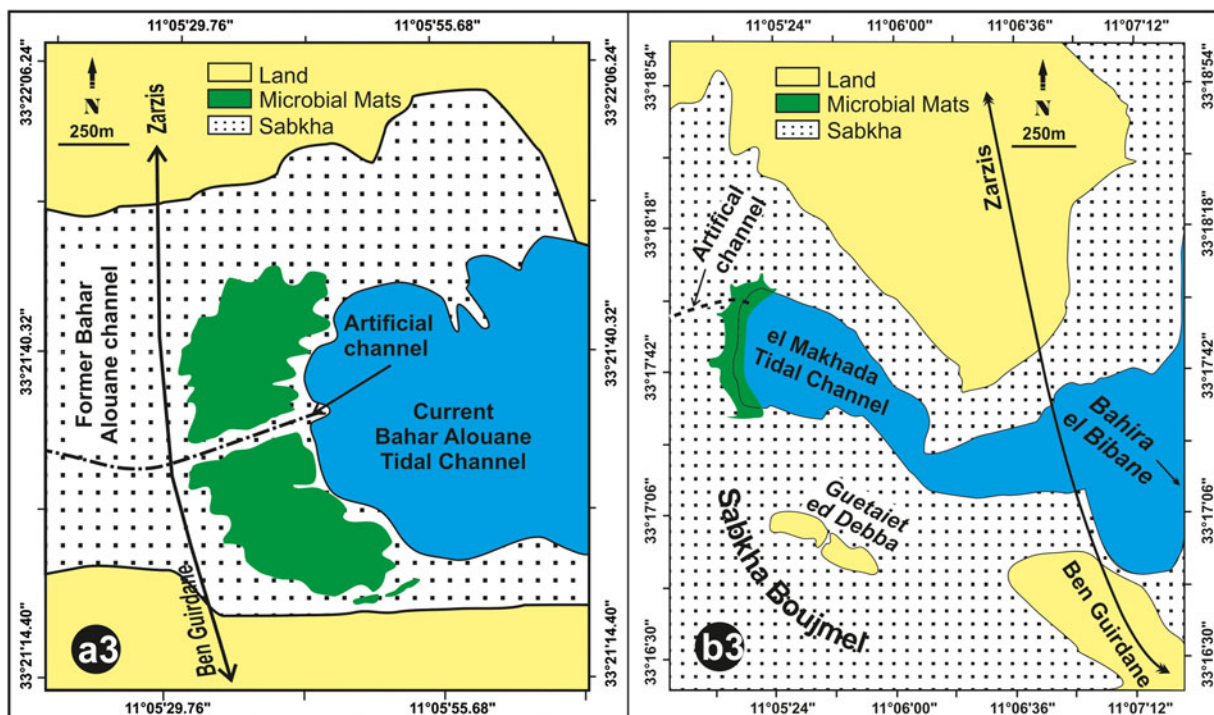 11°05'29.76" 11°05'55.68"
33°22'06.24"
33°21'40.32"
33°21'14.40"
Land
Microbial Mats
Sabkha
N
250m
Zarzis
Former Bahar
Alouane channel
Artificial
channel
Current
Bahar Alouane
Tidal Channel
Ben Guirdane
a3
33°22'06.24"
33°21'40.32"
33°21'14.40"
11°05'29.76" 11°05'55.68"
11°05'24" 11°06'00" 11°06'36" 11°07'12"
33°18'54"
33°18'18"
33°17'42"
33°17'06"
33°16'30"
Land
Microbial Mats
Sabkha
N
250m
Zarzis
Artifical
channel
el Makhada
Tidal Channel
Bahira
el Bibane
Guetaiet
ed Debba
Sabkha Boujmel
Ben Guirdane
b3
33°18'54"
33°18'18"
33°17'42"
33°17'06"
33°16'30"
11°05'24" 11°06'00" 11°06'36" 11°07'12"